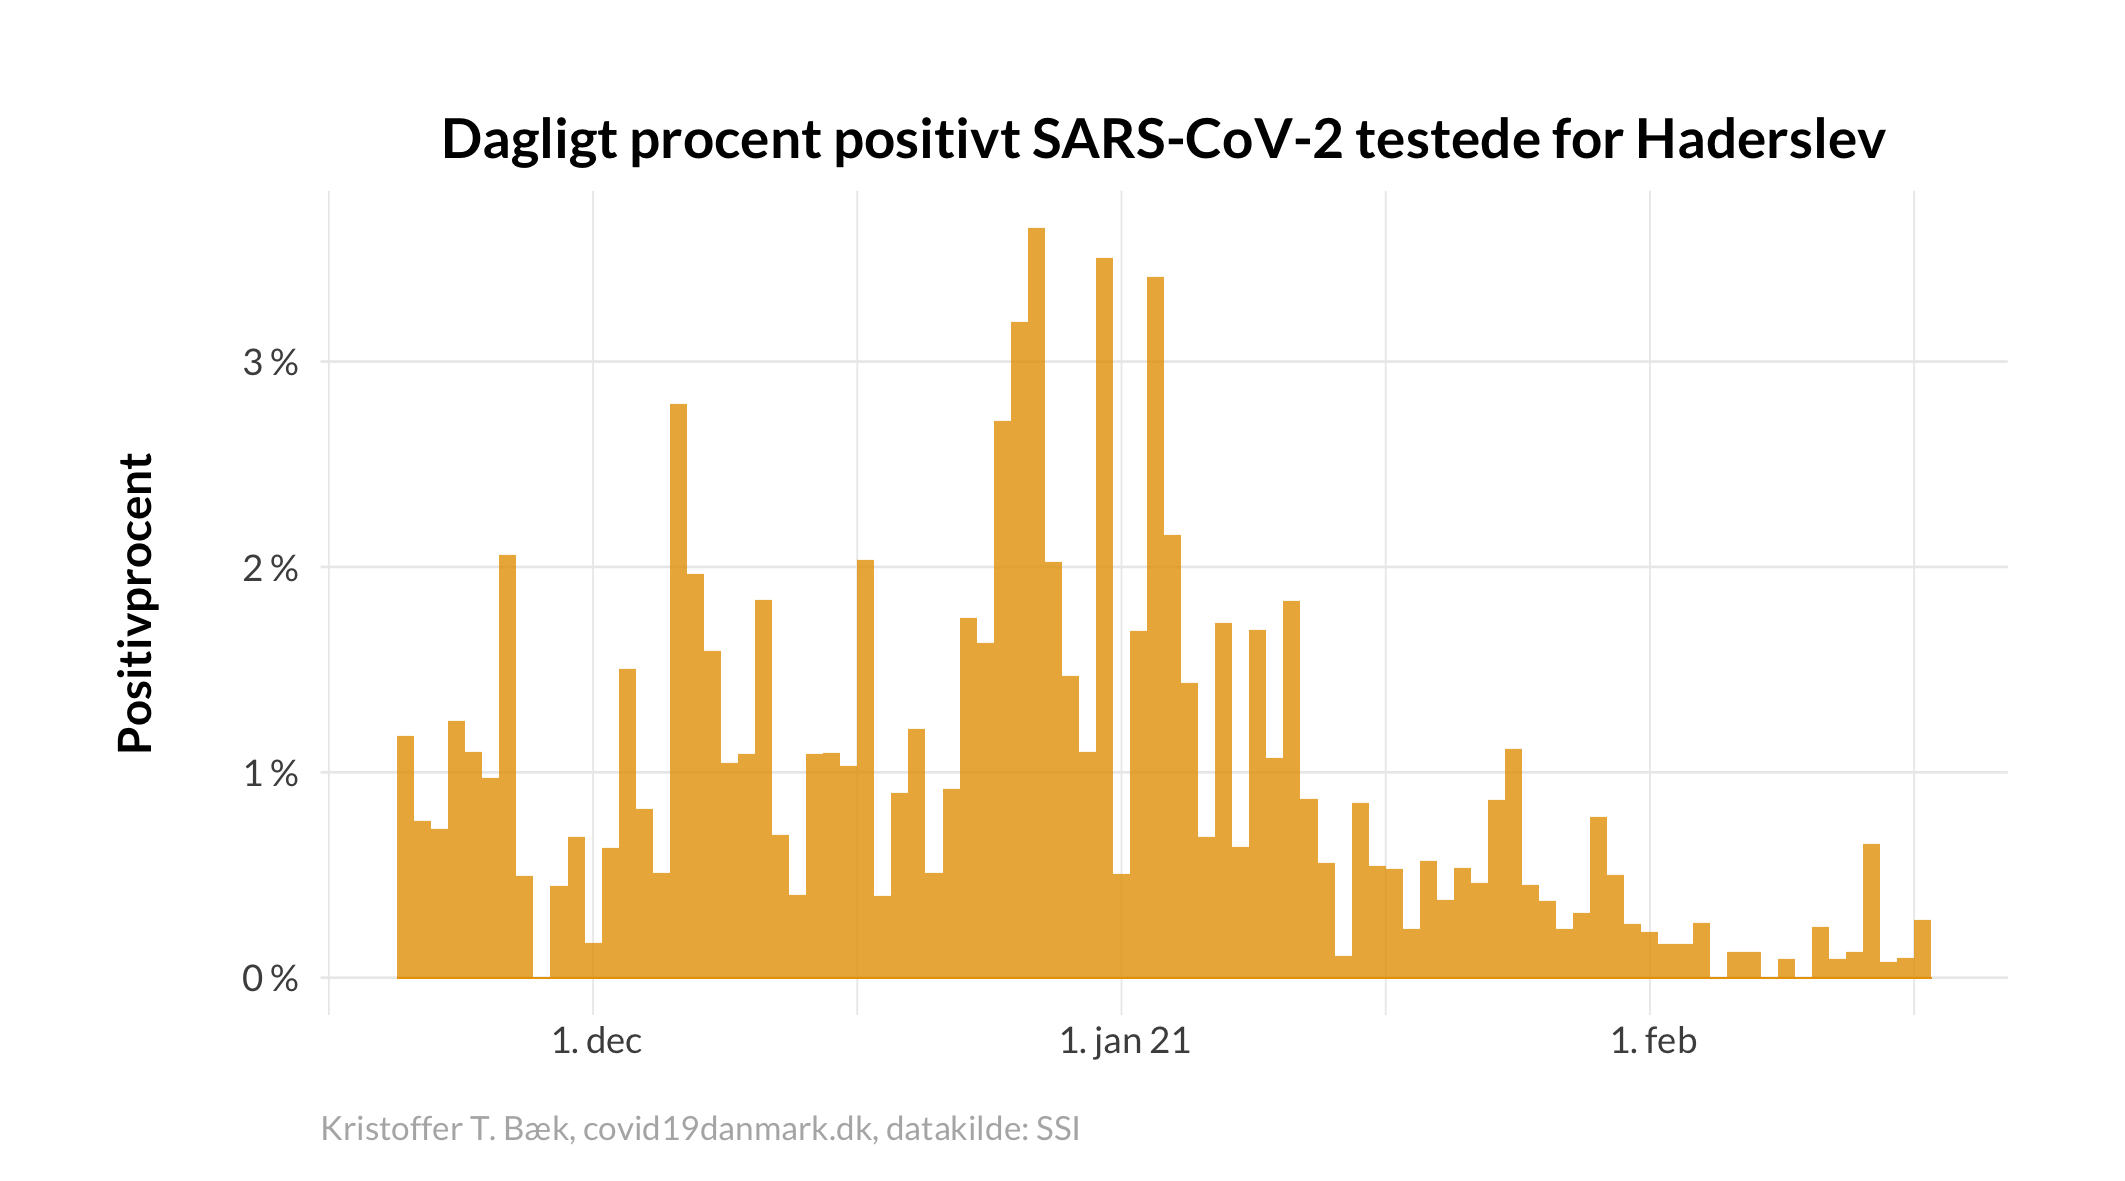 Dagligt procent positivt SARS-CoV-2 testede for Haderslev
Positivprocent
3 %
2 %
1 %
0 %
1. dec
1. jan 21
1. feb
Kristoffer T. Bæk, covid19danmark.dk, datakilde: SSI